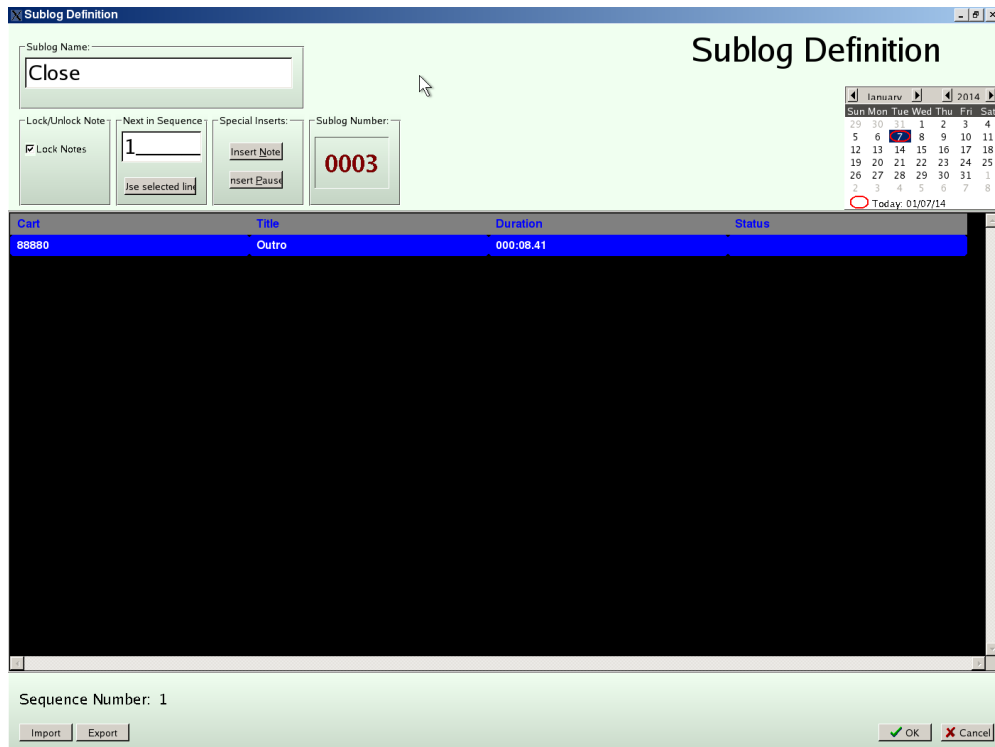 Sublog Definition
Sublog Name:
Close
Sublog Definition
Lock/Unlock Note
Lock Notes
Next in Sequence
1
Jse selected line
Special Inserts:
Insert Note
nsert Pause
Sublog Number:
0003
January 2014
Sun Mon Tue Wed Thu Fri Sat
29 30 31 1 2 3 4
5 6 7 8 9 10 11
12 13 14 15 16 17 18
19 20 21 22 23 24 25
26 27 28 29 30 31 1
2 3 4 5 6 7 8
Today: 01/07/14
Cart Title Duration Status
88880 Outro 000:08.41
Sequence Number: 1
Import Export OK Cancel